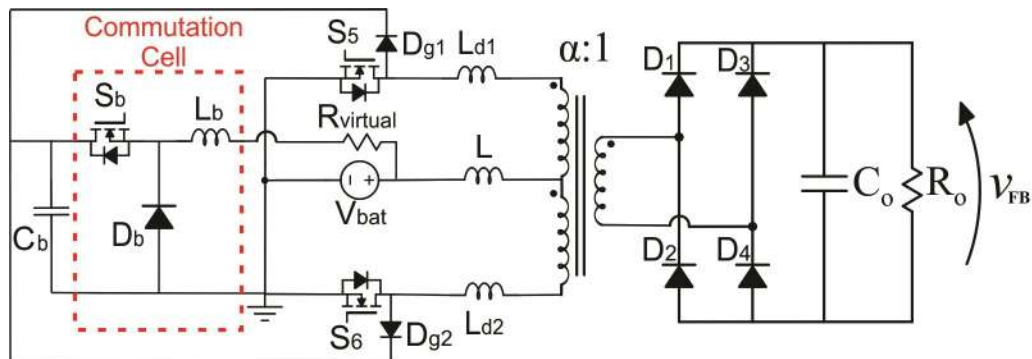 Commutation
Cell
S5
Dg1
Ld1
α:1
D1
D3
Sb
Lb
Rvirtual
L
Vbat
Cb
Db
Co
Ro
vFB
D2
D4
S6
Dg2
Ld2